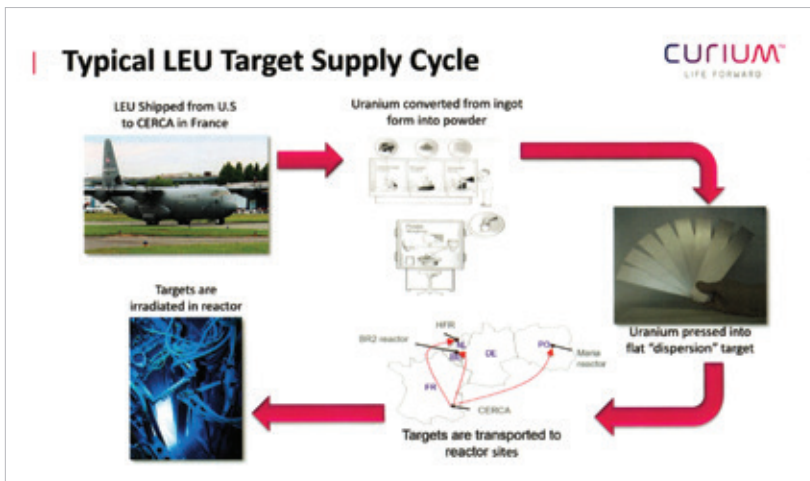 Typical LEU Target Supply Cycle
CURIUM™
LIFE FORWARD
LEU Shipped from U.S
to CERCA in France
Uranium converted from ingot
form into powder
Uranium pressed into
flat "dispersion" target
HFR
BR2 reactor
NL
DE
PO
Maria
reactor
FR
CERCA
Targets are transported to
reactor sites
Targets are
irradiated in reactor